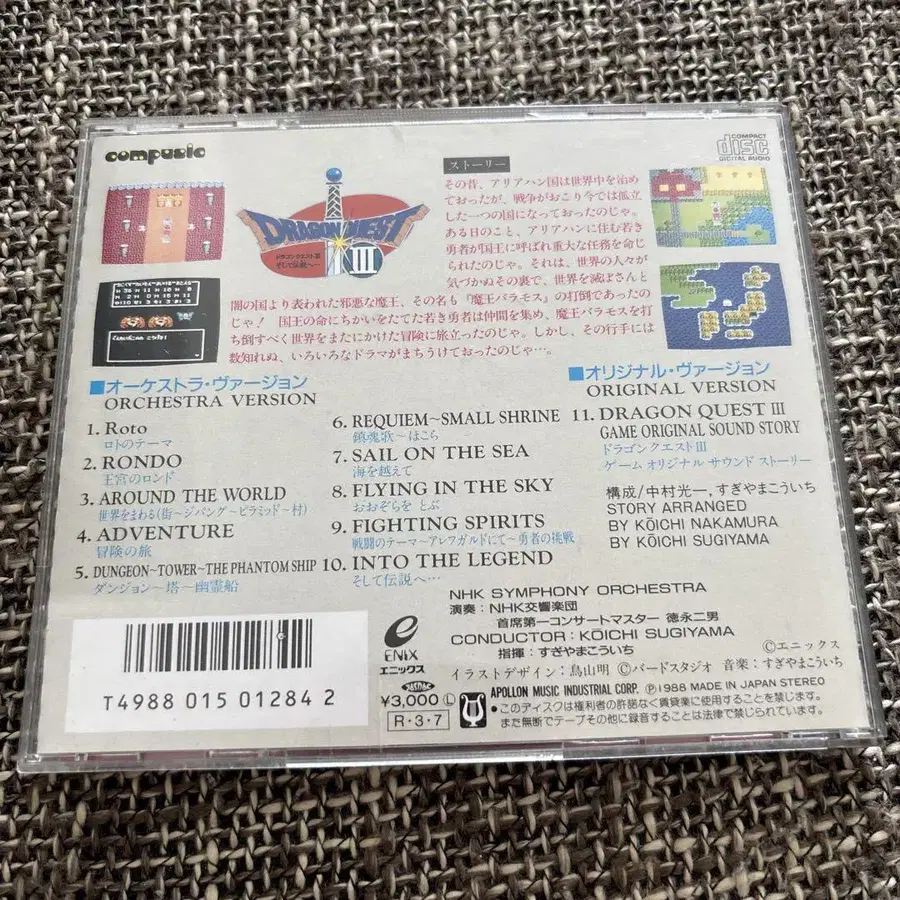 compusic
COMPACT
disc
DIGITAL AUDIO
DRAGON QUEST
ドラゴンクエストIII
そして伝説へ…
III
ストーリー
その昔、アリアハン国は世界中を治め
ておったが、戦争がおこり今では孤立
した一つの国になっておったのじゃ。
ある日のこと、アリアハンに住む若き
勇者が国王に呼ばれ重大な任務を命じ
られたのじゃ。それは、世界の人々が
気づかぬその裏で、世界を滅ぼさんと
闇の国より表われた邪悪な魔王、その名も「魔王バラモス」の打倒であったの
じゃ！ 国王の命にちかいをたてた若き勇者は仲間を集め、魔王バラモスを打
ち倒すべく世界をまたにかけた冒険に旅立ったのじゃ。しかし、その行手には
数知れぬ、いろいろなドラマがまちうけておったのじゃ…。
■オーケストラ・ヴァージョン
ORCHESTRA VERSION
1. Roto
ロトのテーマ
2. RONDO
王宮のロンド
3. AROUND THE WORLD
世界をまわる(街〜ジパング〜ピラミッド〜村)
4. ADVENTURE
冒険の旅
5. DUNGEON~TOWER~THE PHANTOM SHIP
ダンジョン〜塔〜幽霊船
6. REQUIEM~SMALL SHRINE
鎮魂歌〜ほこら
7. SAIL ON THE SEA
海を越えて
8. FLYING IN THE SKY
おおぞらを とぶ
9. FIGHTING SPIRITS
戦闘のテーマ〜アレフガルドにて〜勇者の挑戦
10. INTO THE LEGEND
そして伝説へ…
■オリジナル・ヴァージョン
ORIGINAL VERSION
11. DRAGON QUEST III
GAME ORIGINAL SOUND STORY
ドラゴンクエストIII
ゲーム オリジナル サウンド ストーリー
構成/中村光一，すぎやまこういち
STORY ARRANGED
BY KŌICHI NAKAMURA
BY KŌICHI SUGIYAMA
NHK SYMPHONY ORCHESTRA
演奏：NHK交響楽団
首席第一コンサートマスター 徳永二男
CONDUCTOR：KŌICHI SUGIYAMA
指揮：すぎやまこういち
Ⓒエニックス
イラストデザイン：鳥山明 Ⓒバードスタジオ 音楽：すぎやまこういち
T4988 015 01284 2
ENIX
エニックス
JASRAC
¥3,000 Ⓛ
R・3・7
APOLLON MUSIC INDUSTRIAL CORP. Ⓟ1988 MADE IN JAPAN STEREO
●このディスクは権利者の許諾なく賃貸業に使用することを禁じます。
また無断でテープその他に録音することは法律で禁じられています。